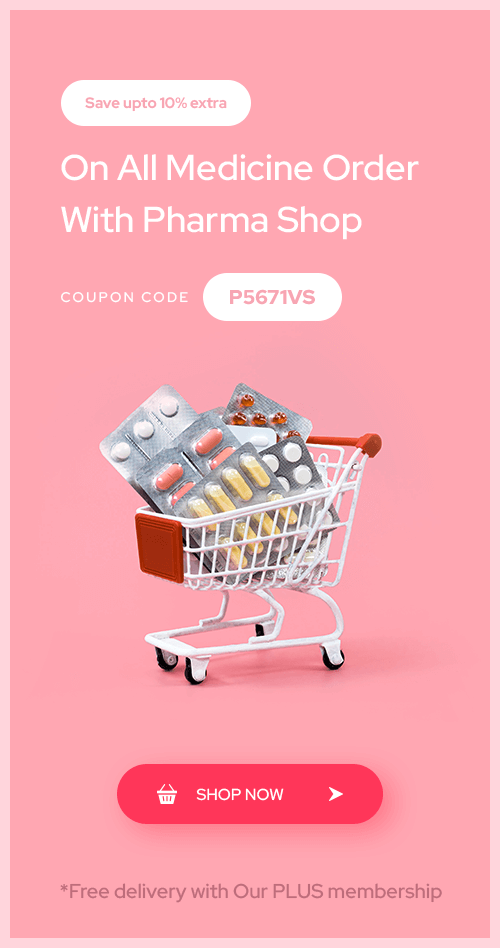 Save upto 10% extra
On All Medicine Order
With Pharma Shop
COUPON CODE P5671VS
SHOP NOW
*Free delivery with Our PLUS membership